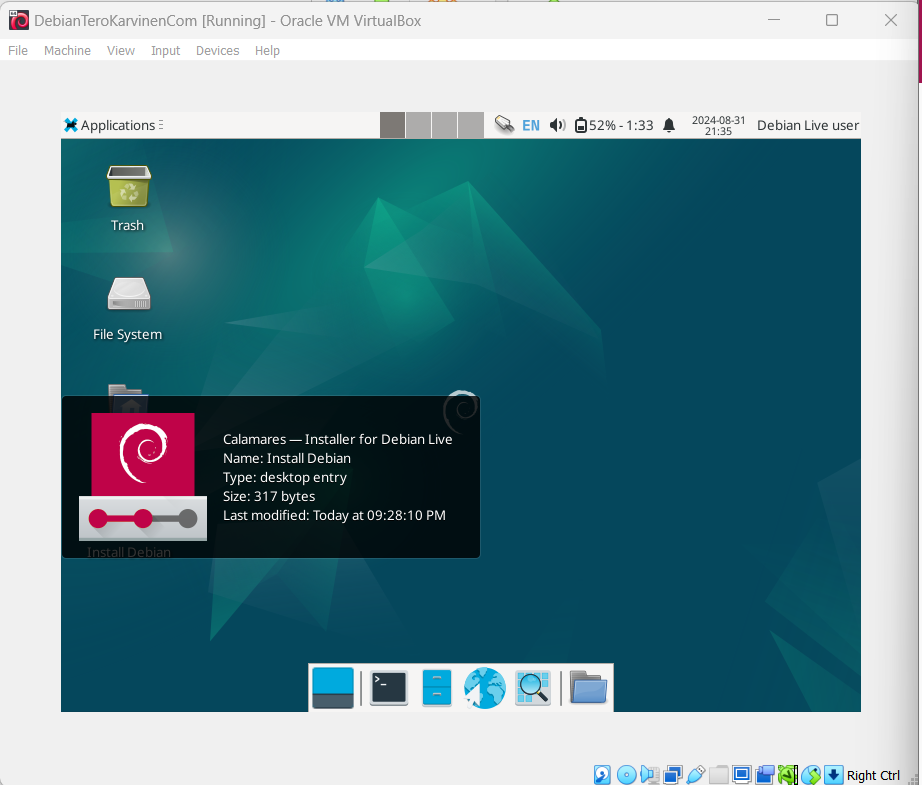 DebianTeroKarvinenCom [Running] - Oracle VM VirtualBox
File Machine View Input Devices Help
Applications EN 52% - 1:33 2024-08-31 Debian Live user
21:35
Trash
File System
Calamares — Installer for Debian Live
Name: Install Debian
Type: desktop entry
Size: 317 bytes
Last modified: Today at 09:28:10 PM
Install Debian
>_
Right Ctrl